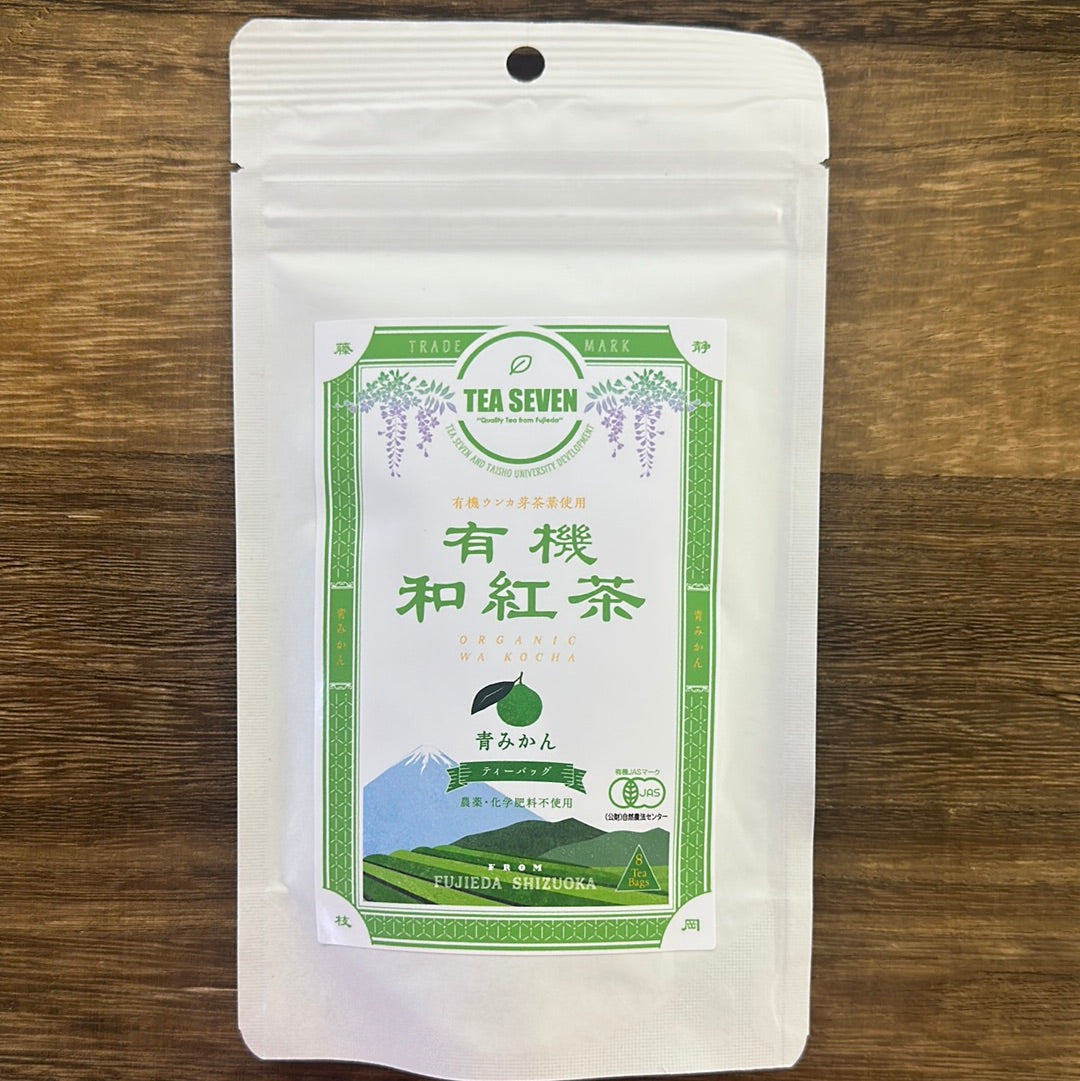 藤 TRADE MARK 静
TEA SEVEN
"Quality Tea from Fujieda"
TEA SEVEN AND TAISHO UNIVERSITY DEVELOPMENT
有機ウンカ芽茶葉使用
有機
和紅茶
ORGANIC
WA KOCHA
青みかん
青みかん
青みかん
ティーバッグ
農薬・化学肥料不使用
有機JASマーク
JAS
(公財)自然農法センター
FROM
FUJIEDA SHIZUOKA
8
Tea
Bags
枝 岡